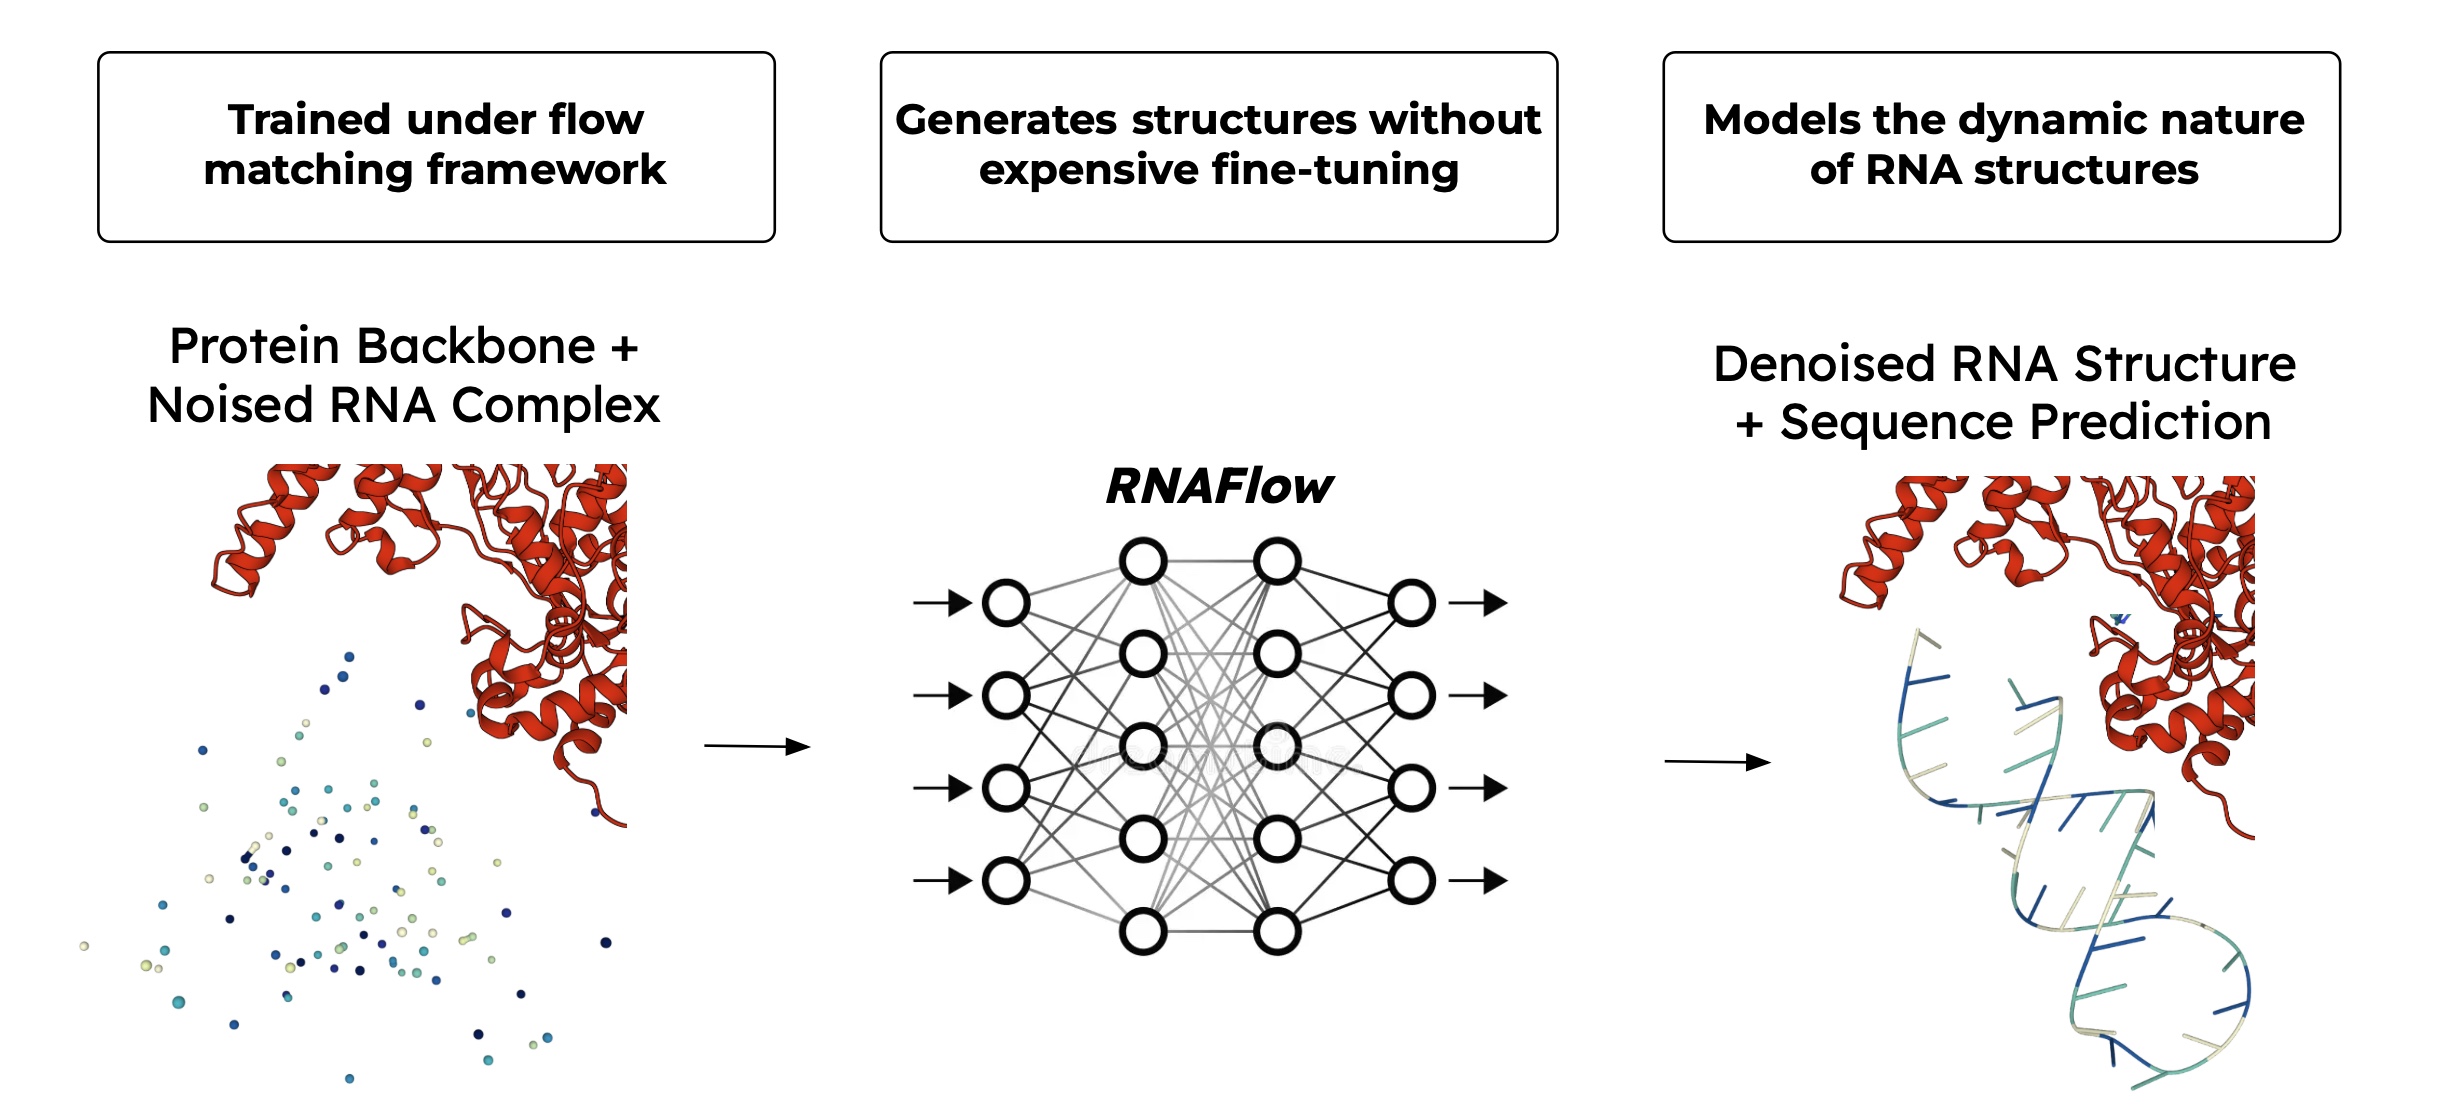 Trained under flow
matching framework
Generates structures without
expensive fine-tuning
Models the dynamic nature
of RNA structures
Protein Backbone +
Noised RNA Complex
RNAFlow
Denoised RNA Structure
+ Sequence Prediction